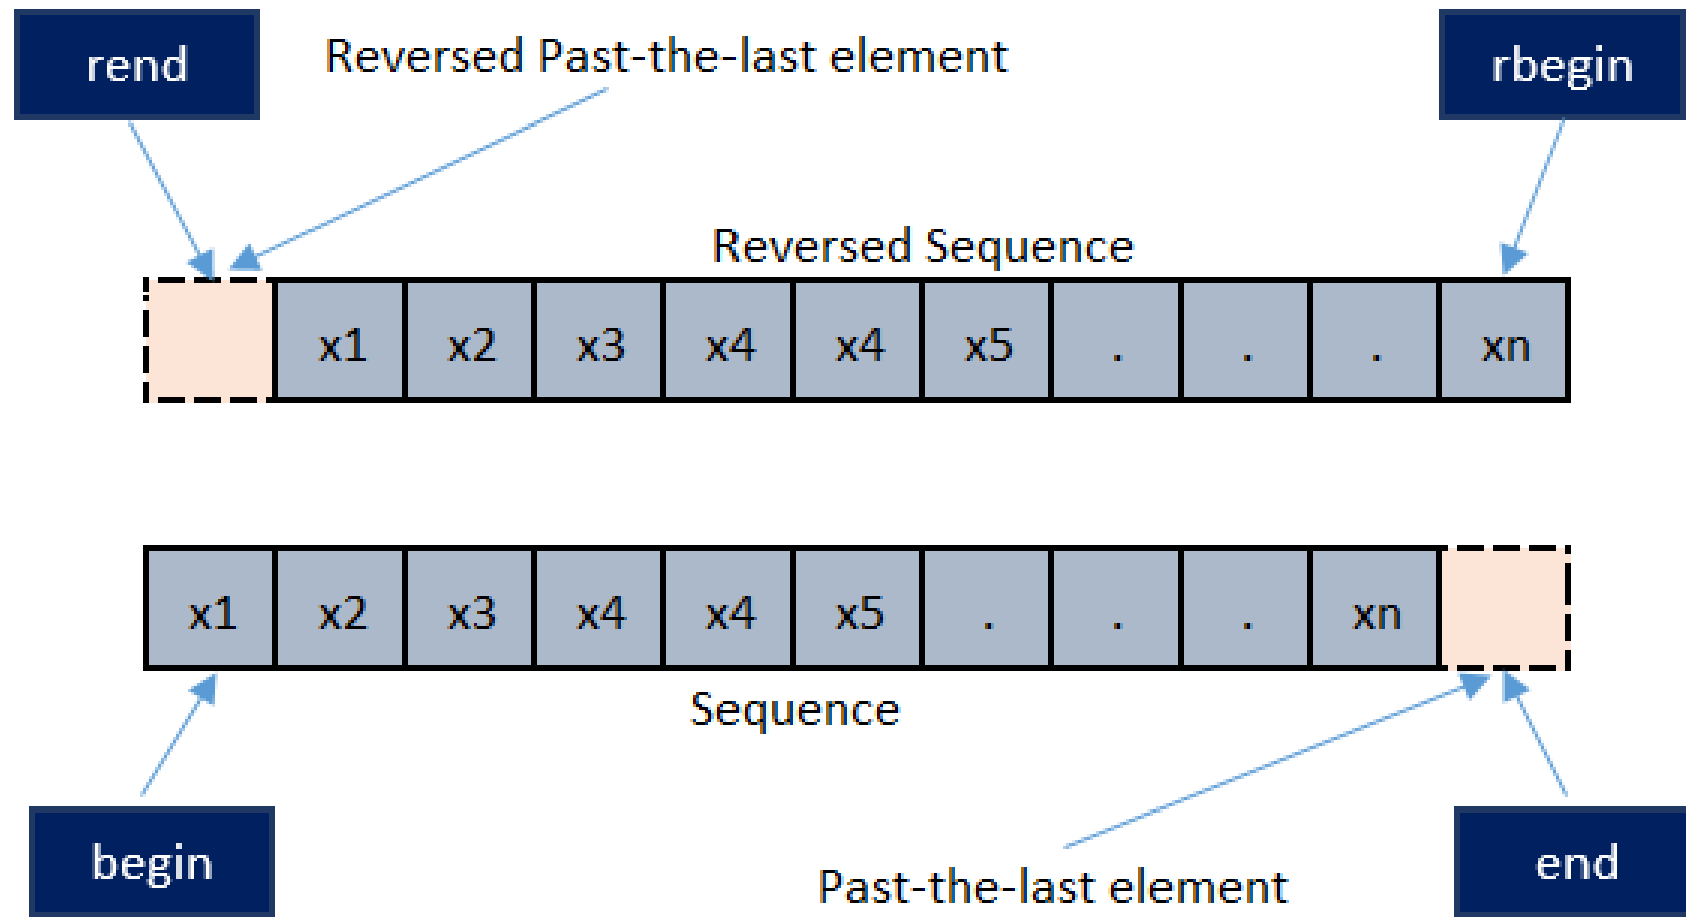 rend
Reversed Past-the-last element
rbegin
Reversed Sequence
x1 x2 x3 x4 x4 x5 . . . xn
x1 x2 x3 x4 x4 x5 . . . xn
Sequence
begin
Past-the-last element
end